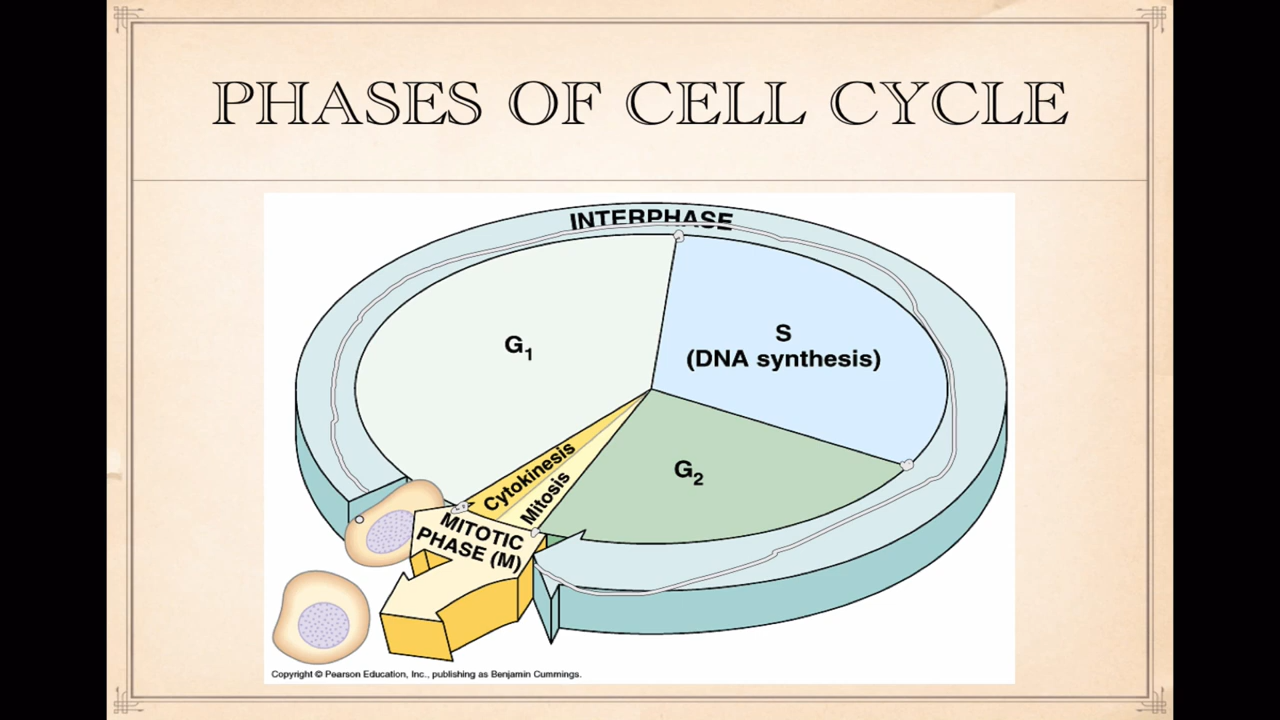 PHASES OF CELL CYCLE
INTERPHASE
G1
S
(DNA synthesis)
G2
Cytokinesis
Mitosis
MITOTIC
PHASE (M)
Copyright © Pearson Education, Inc., publishing as Benjamin Cummings.